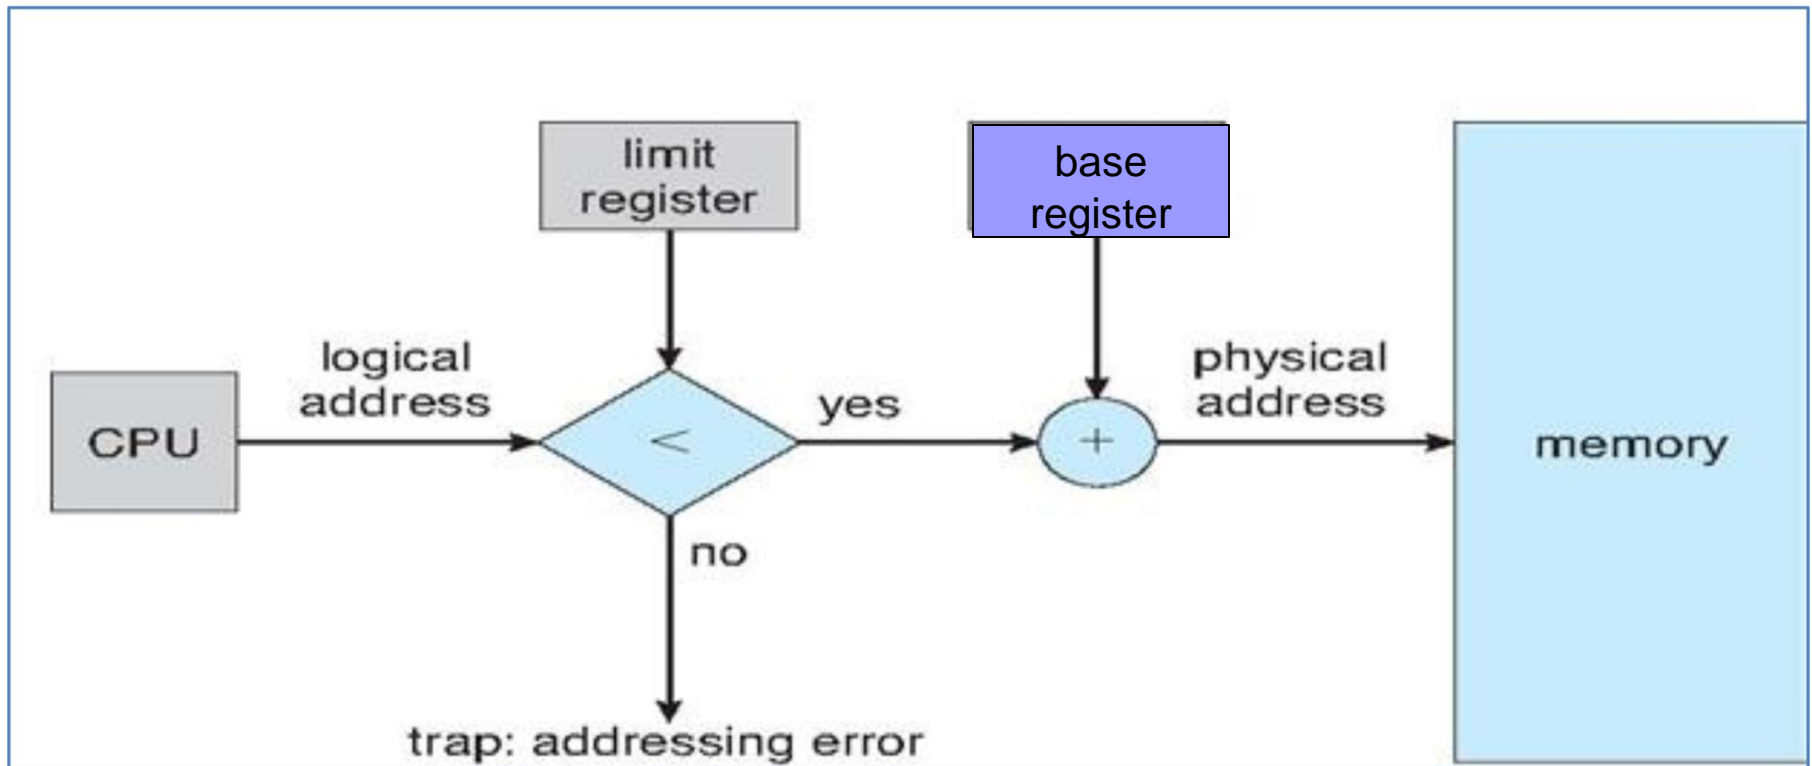 limit
register
base
register
logical
address
yes
physical
address
CPU
<
+
memory
no
trap: addressing error